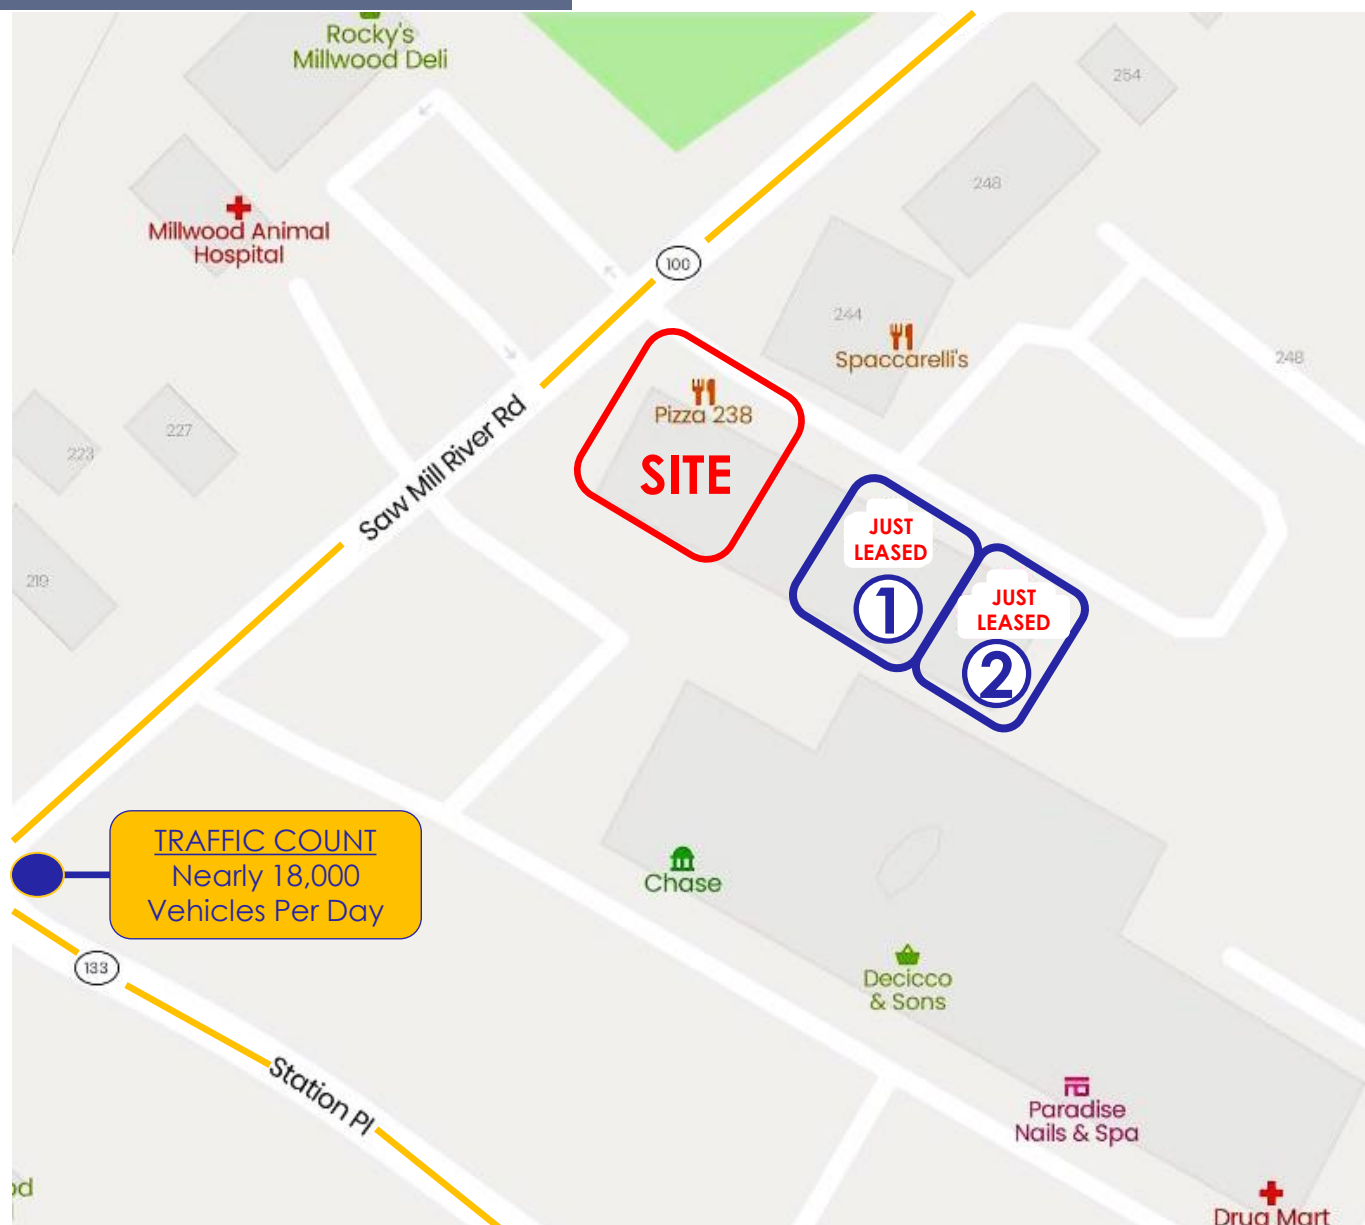 Rocky's
Millwood Deli
254
248
Millwood Animal
Hospital
100
244
Spaccarelli's
248
Pizza 238
SITE
227
223
Saw Mill River Rd
JUST
LEASED
1
219
JUST
LEASED
2
TRAFFIC COUNT
Nearly 18,000
Vehicles Per Day
Chase
133
Decicco
& Sons
Station Pl
Paradise
Nails & Spa
Drug Mart